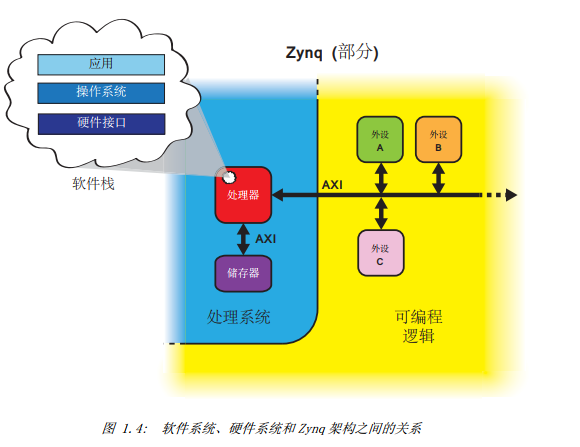 Zynq (部分)
应用
操作系统
硬件接口
软件栈
外设
A
外设
B
处理器
AXI
AXI
外设
C
储存器
处理系统
可编程
逻辑
图 1.4: 软件系统、硬件系统和 Zynq 架构之间的关系